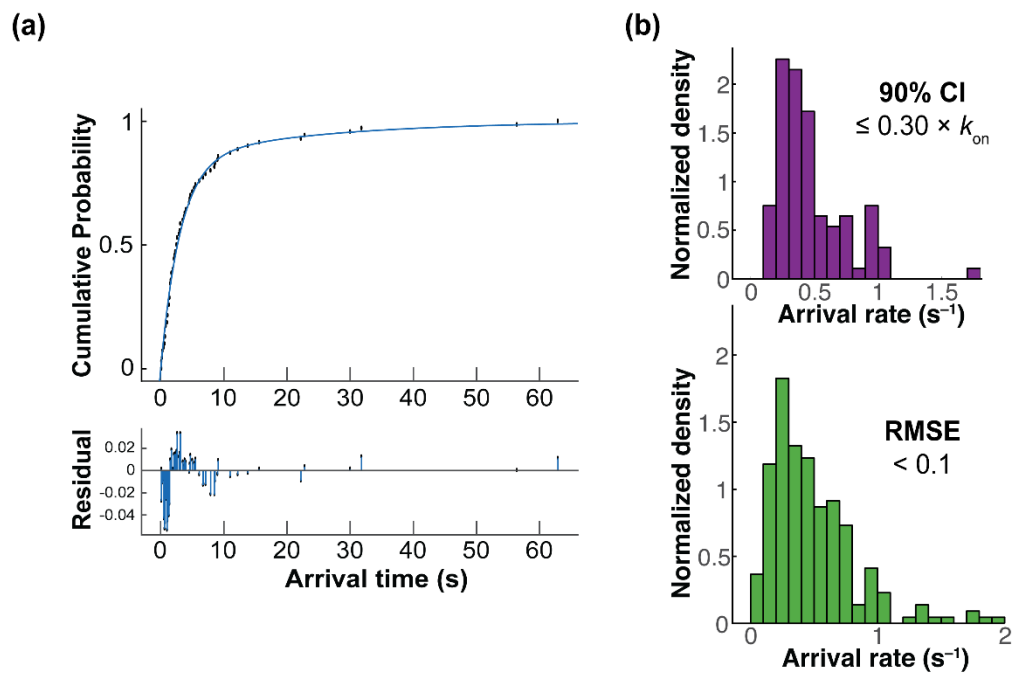 (a)
Cumulative Probability
1
0.5
0
0 10 20 30 40 50 60
Residual
0.02
0
-0.02
-0.04
0 10 20 30 40 50 60
Arrival time (s)
(b)
Normalized density
2
1.5
1
0.5
0
90% CI
≤ 0.30 × kon
0 0.5 1 1.5
Arrival rate (s⁻¹)
Normalized density
2
1.5
1
0.5
0
RMSE
< 0.1
0 1 2
Arrival rate (s⁻¹)